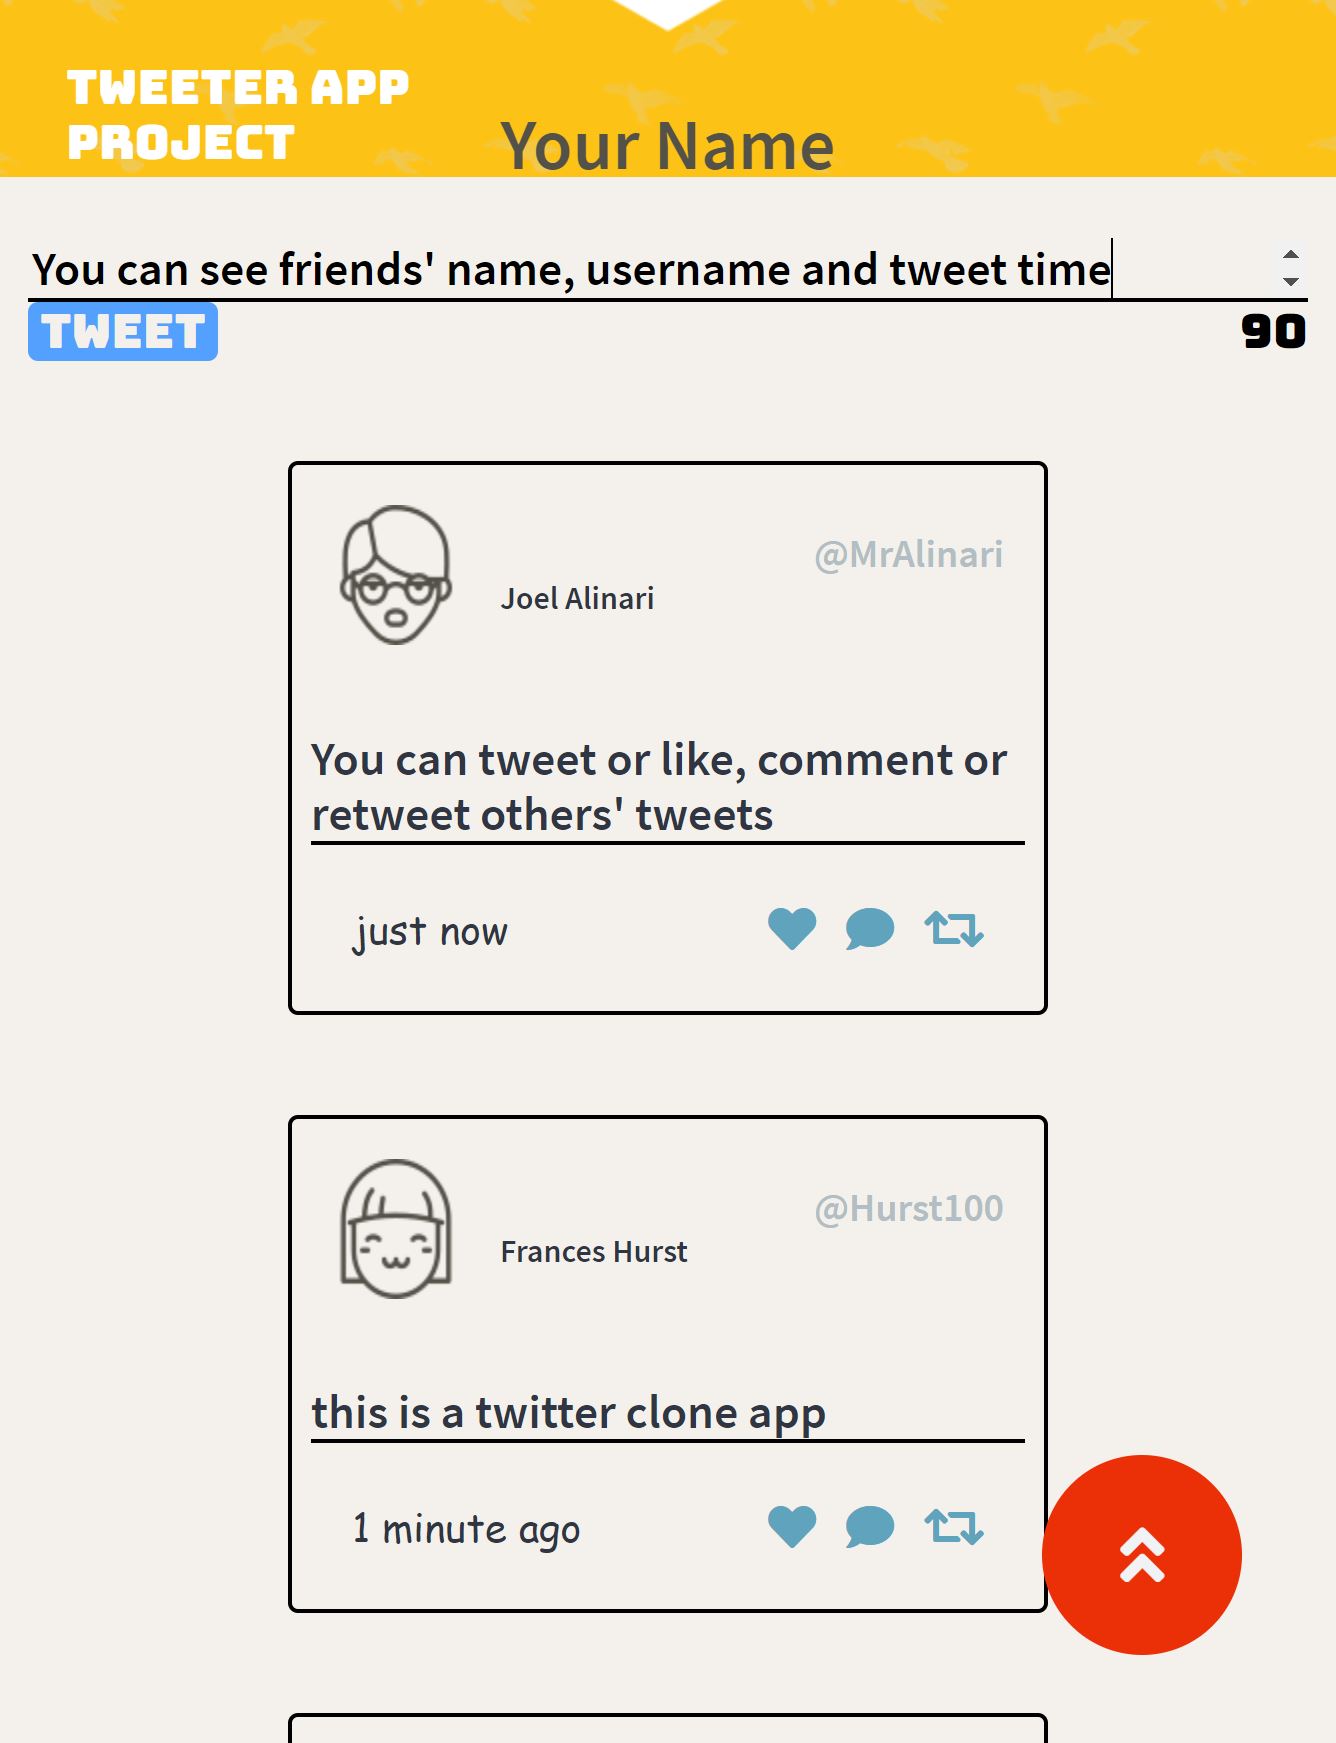 TWEETER APP
PROJECT
Your Name
You can see friends' name, username and tweet time
TWEET
90
@MrAlinari
Joel Alinari
You can tweet or like, comment or
retweet others' tweets
just now
@Hurst100
Frances Hurst
this is a twitter clone app
1 minute ago